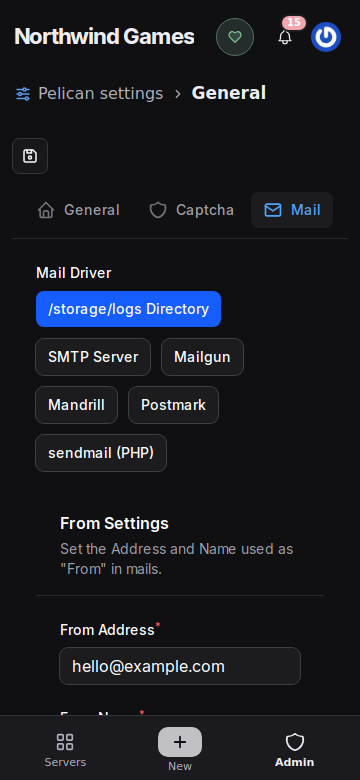 Northwind Games
15
Pelican settings > General
General Captcha Mail
Mail Driver
/storage/logs Directory
SMTP Server Mailgun
Mandrill Postmark
sendmail (PHP)
From Settings
Set the Address and Name used as
"From" in mails.
From Address*
hello@example.com
Servers New Admin